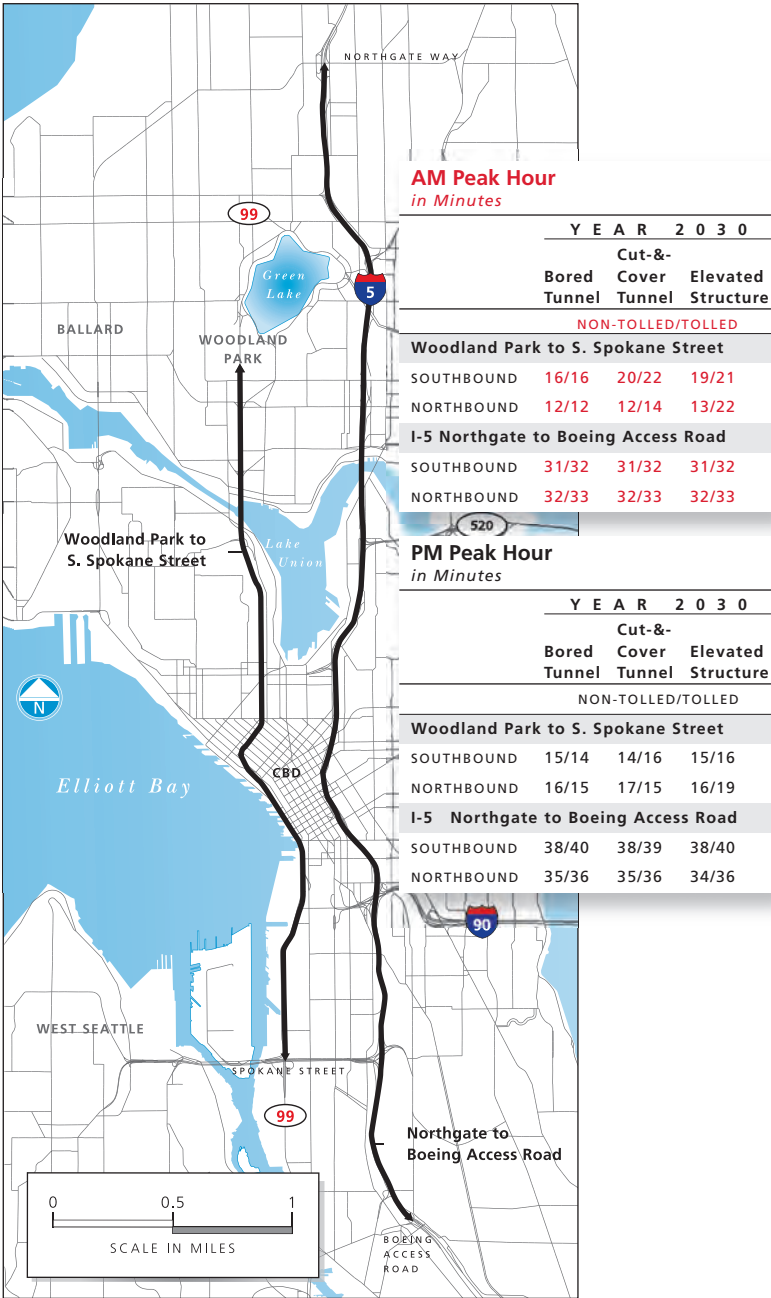 NORTHGATE WAY
99
Green
Lake
5
BALLARD
WOODLAND
PARK
Woodland Park to
S. Spokane Street
Lake
Union
520
N
Elliott Bay
CBD
90
WEST SEATTLE
SPOKANE STREET
99
Northgate to
Boeing Access Road
BOEING
ACCESS
ROAD
0 0.5 1
SCALE IN MILES
AM Peak Hour
in Minutes
YEAR 2030
Cut-&-
Bored Cover Elevated
Tunnel Tunnel Structure
NON-TOLLED/TOLLED
Woodland Park to S. Spokane Street
SOUTHBOUND 16/16 20/22 19/21
NORTHBOUND 12/12 12/14 13/22
I-5 Northgate to Boeing Access Road
SOUTHBOUND 31/32 31/32 31/32
NORTHBOUND 32/33 32/33 32/33
PM Peak Hour
in Minutes
YEAR 2030
Cut-&-
Bored Cover Elevated
Tunnel Tunnel Structure
NON-TOLLED/TOLLED
Woodland Park to S. Spokane Street
SOUTHBOUND 15/14 14/16 15/16
NORTHBOUND 16/15 17/15 16/19
I-5 Northgate to Boeing Access Road
SOUTHBOUND 38/40 38/39 38/40
NORTHBOUND 35/36 35/36 34/36